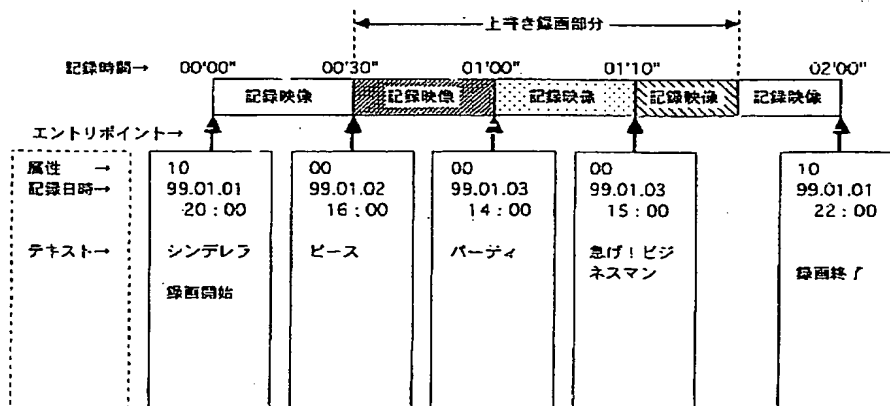 上書き録画部分
記録時間→ 00'00" 00'30" 01'00" 01'10" 02'00"
記録映像 記録映像 記録映像 記録映像 記録映像
エントリポイント→
属性 → 10 00 00 00 10
記録日時→ 99.01.01 99.01.02 99.01.03 99.01.03 99.01.01
20:00 16:00 14:00 15:00 22:00
テキスト→ シンデレラ ピース パーティ 急げ！ビジ
ネスマン
録画開始 録画終了